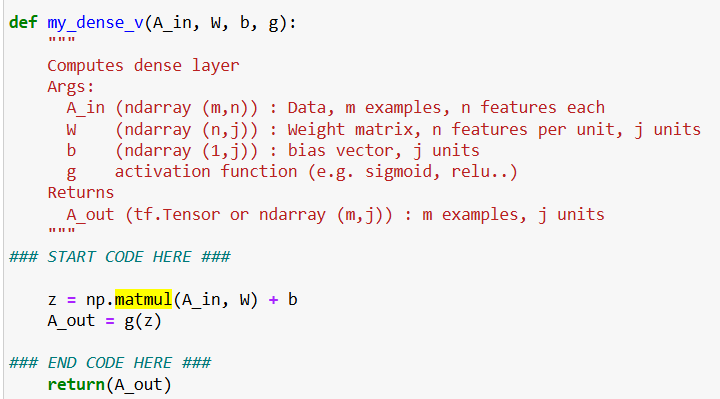 def my_dense_v(A_in, W, b, g):
    """
    Computes dense layer
    Args:
      A_in (ndarray (m,n)) : Data, m examples, n features each
      W    (ndarray (n,j)) : Weight matrix, n features per unit, j units
      b    (ndarray (1,j)) : bias vector, j units
      g    activation function (e.g. sigmoid, relu..)
    Returns
      A_out (tf.Tensor or ndarray (m,j)) : m examples, j units
    """
### START CODE HERE ###
    z = np.matmul(A_in, W) + b
    A_out = g(z)
### END CODE HERE ###
    return(A_out)